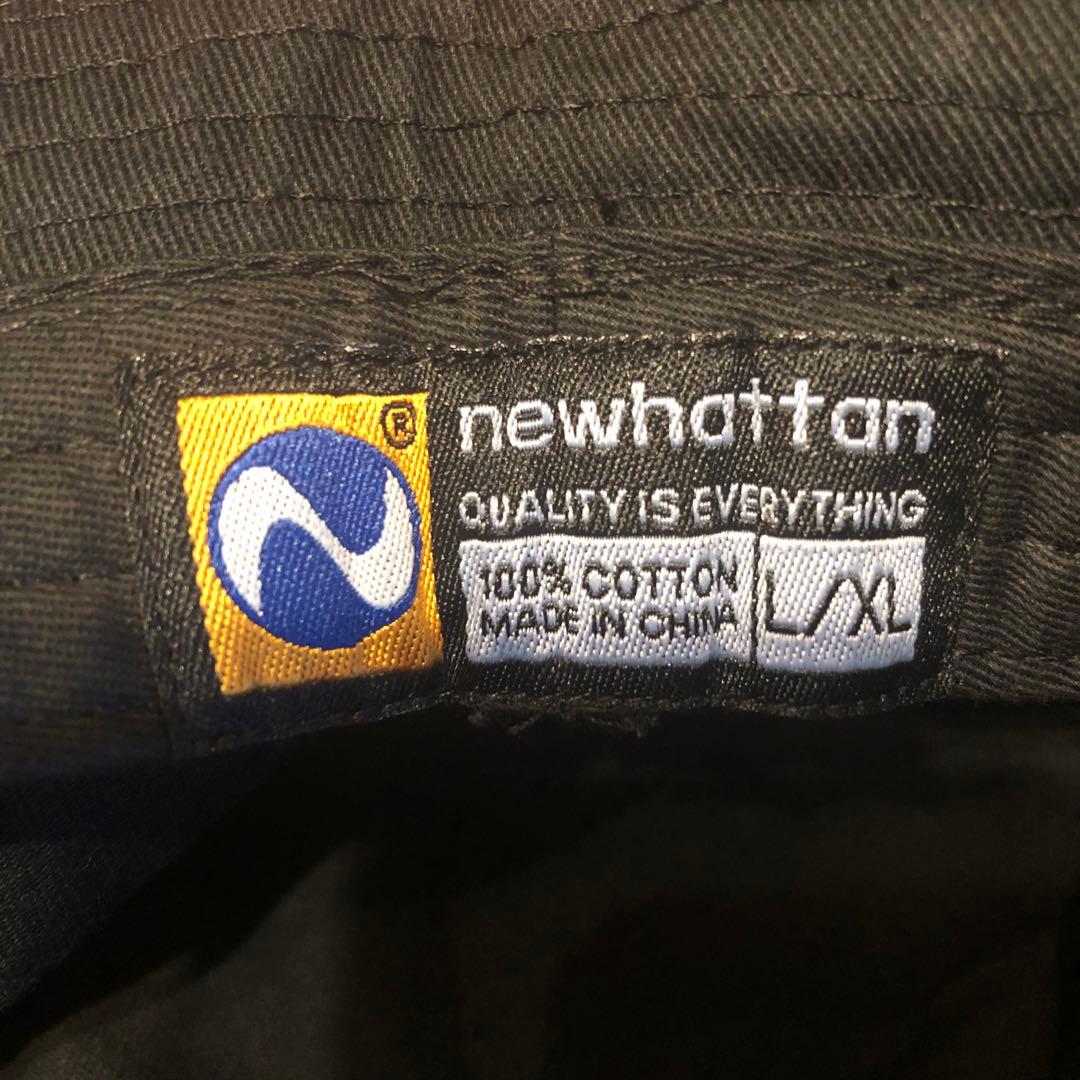 ®
newhattan
QUALITY IS EVERYTHING
100% COTTON
MADE IN CHINA
L/XL